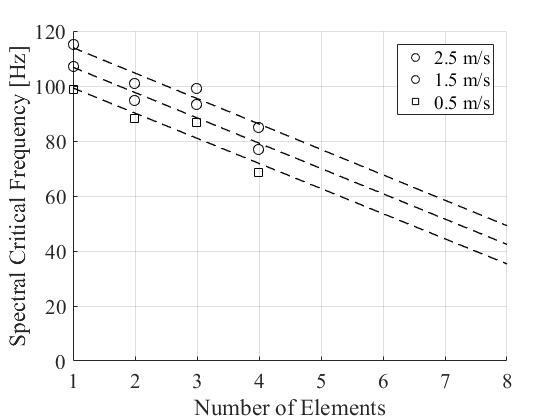 120
100
80
60
40
20
0
Spectral Critical Frequency [Hz]
2.5 m/s
1.5 m/s
0.5 m/s
1 2 3 4 5 6 7 8
Number of Elements